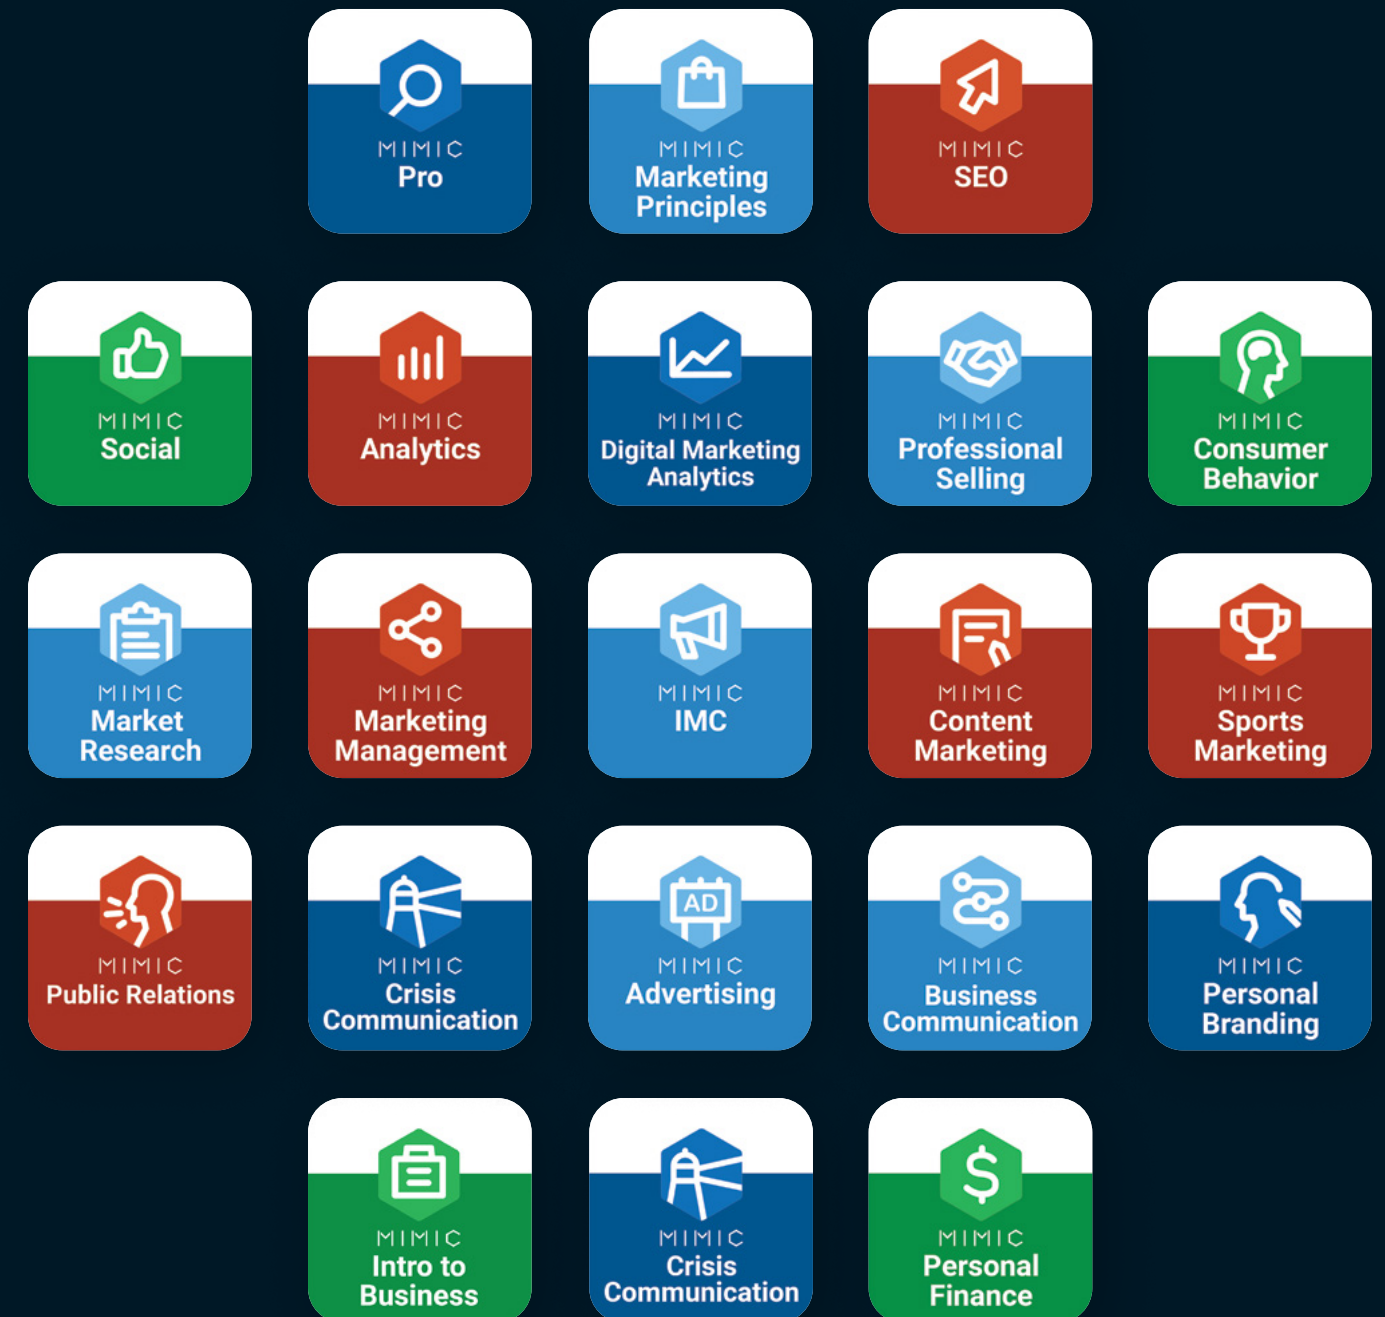 MIMIC
Pro
MIMIC
Marketing
Principles
MIMIC
SEO
MIMIC
Social
MIMIC
Analytics
MIMIC
Digital Marketing
Analytics
MIMIC
Professional
Selling
MIMIC
Consumer
Behavior
MIMIC
Market
Research
MIMIC
Marketing
Management
MIMIC
IMC
MIMIC
Content
Marketing
MIMIC
Sports
Marketing
MIMIC
Public Relations
MIMIC
Crisis
Communication
AD
MIMIC
Advertising
MIMIC
Business
Communication
MIMIC
Personal
Branding
MIMIC
Intro to
Business
MIMIC
Crisis
Communication
$
MIMIC
Personal
Finance